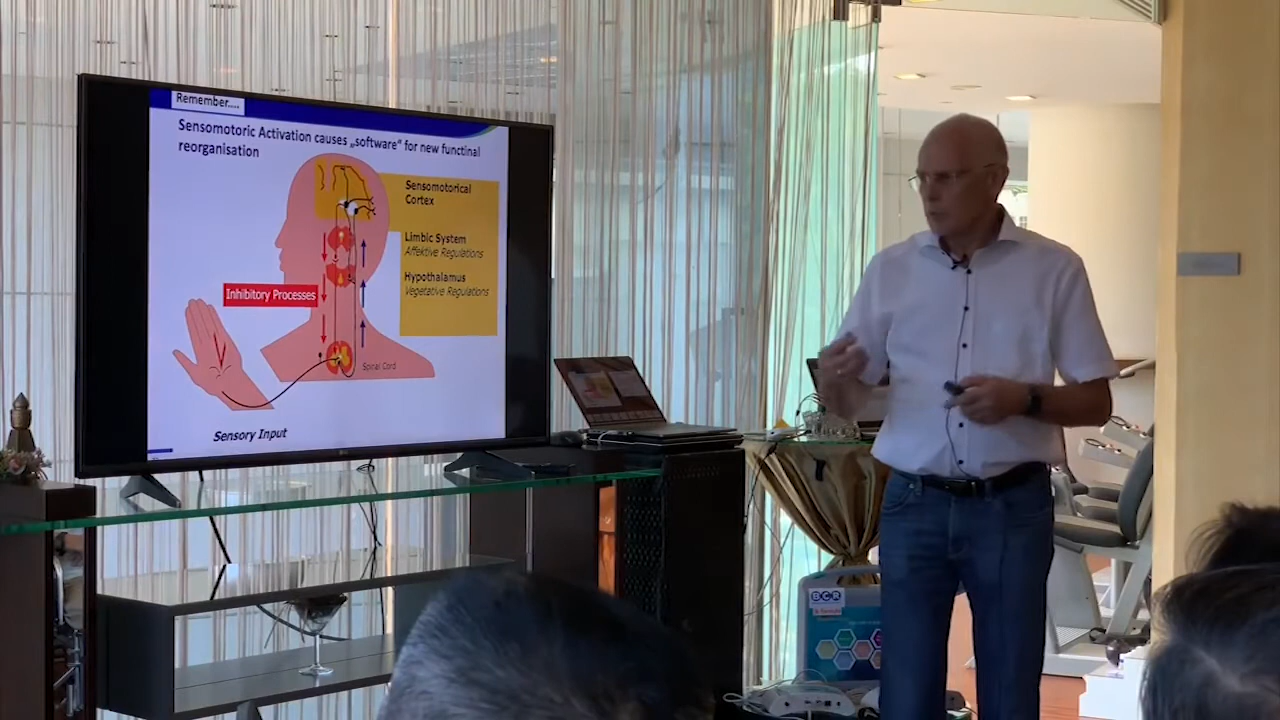 Remember....
Sensomotoric Activation causes „software“ for new functinal
reorganisation
Sensomotorical
Cortex
Limbic System
Affektive Regulations
Hypothalamus
Vegetative Regulations
Inhibitory Processes
Spinal Cord
Sensory Input
BCR